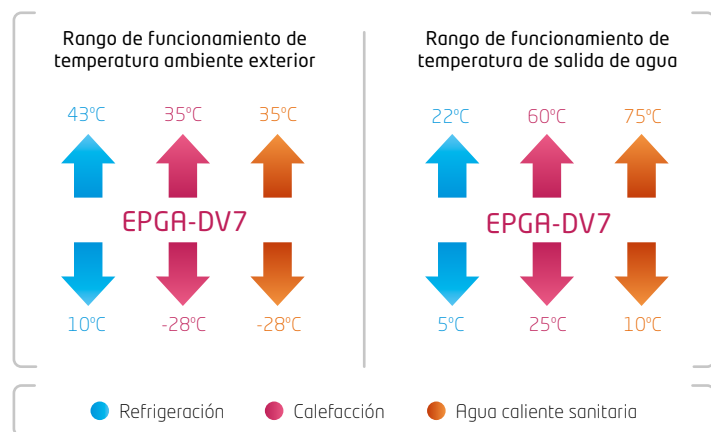 Rango de funcionamiento de
temperatura ambiente exterior
43ºC 35ºC 35ºC
EPGA-DV7
10ºC -28ºC -28ºC
Rango de funcionamiento de
temperatura de salida de agua
22ºC 60ºC 75ºC
EPGA-DV7
5ºC 25ºC 10ºC
Refrigeración Calefacción Agua caliente sanitaria